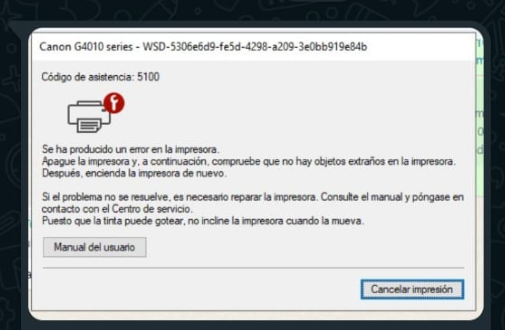 Canon G4010 series - WSD-5306e6d9-fe5d-4298-a209-3e0bb919e84b
Código de asistencia: 5100
Se ha producido un error en la impresora.
Apague la impresora y, a continuación, compruebe que no hay objetos extraños en la impresora.
Después, encienda la impresora de nuevo.
Si el problema no se resuelve, es necesario reparar la impresora. Consulte el manual y póngase en
contacto con el Centro de servicio.
Puesto que la tinta puede gotear, no incline la impresora cuando la mueva.
Manual del usuario
Cancelar impresión